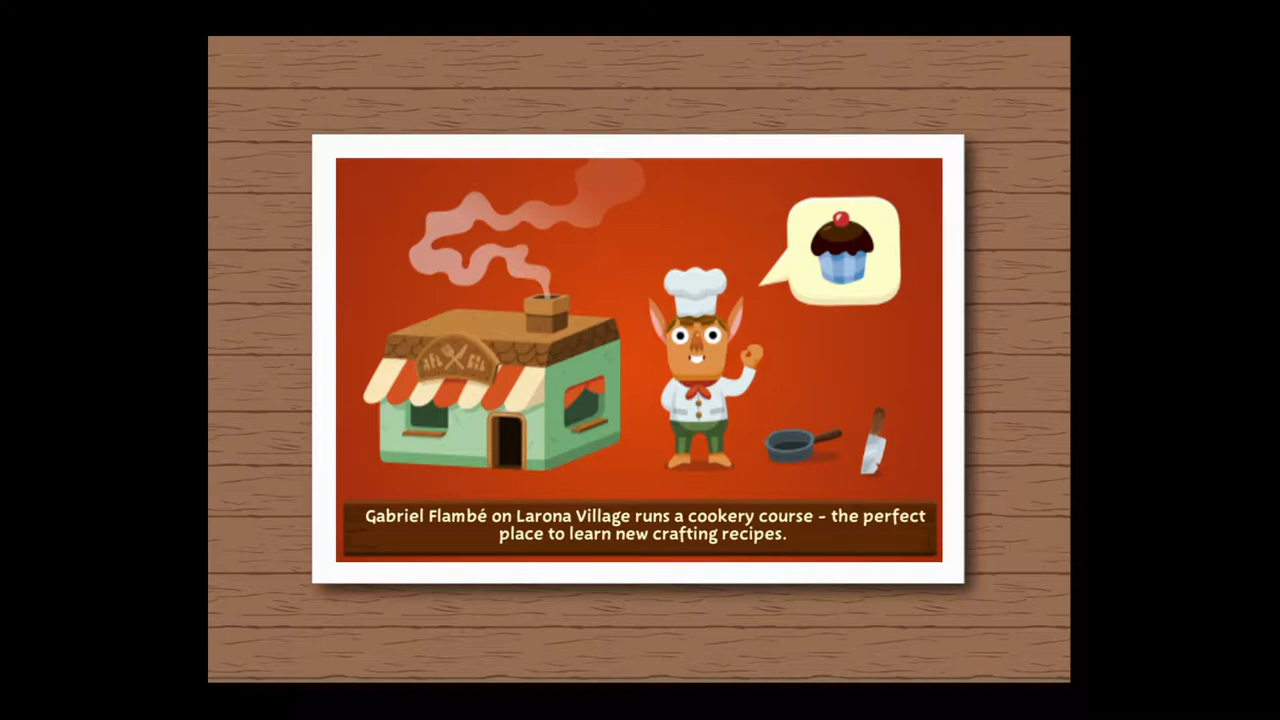 Gabriel Flambé on Larona Village runs a cookery course – the perfect
place to learn new crafting recipes.